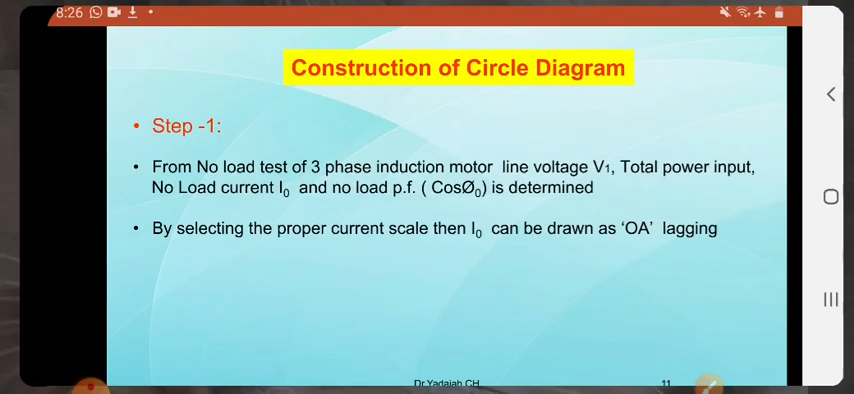 8:26
Construction of Circle Diagram
• Step -1:
• From No load test of 3 phase induction motor line voltage V1, Total power input,
No Load current I0 and no load p.f. ( CosØ0) is determined
• By selecting the proper current scale then I0 can be drawn as ‘OA’ lagging
Dr Yadaiah CH
11